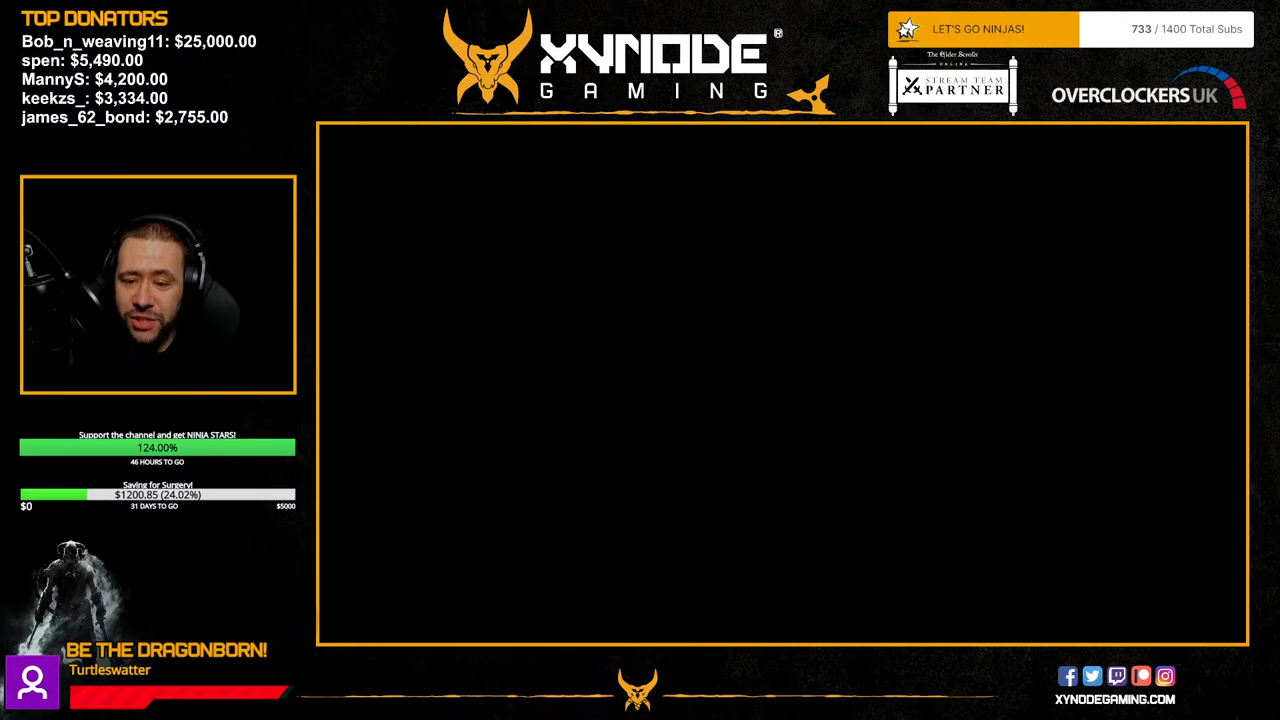 TOP DONATORS
Bob_n_weaving11: $25,000.00
spen: $5,490.00
MannyS: $4,200.00
keekzs_: $3,334.00
james_62_bond: $2,755.00
XYNODE®
GAMING
LET'S GO NINJAS!
733 / 1400 Total Subs
The Elder Scrolls
ONLINE
STREAM TEAM
PARTNER
OVERCLOCKERS UK
Support the channel and get NINJA STARS!
124.00%
46 HOURS TO GO
Saving for Surgery!
$1200.85 (24.02%)
$0 31 DAYS TO GO $5000
BE THE DRAGONBORN!
Turtleswatter
XYNODEGAMING.COM